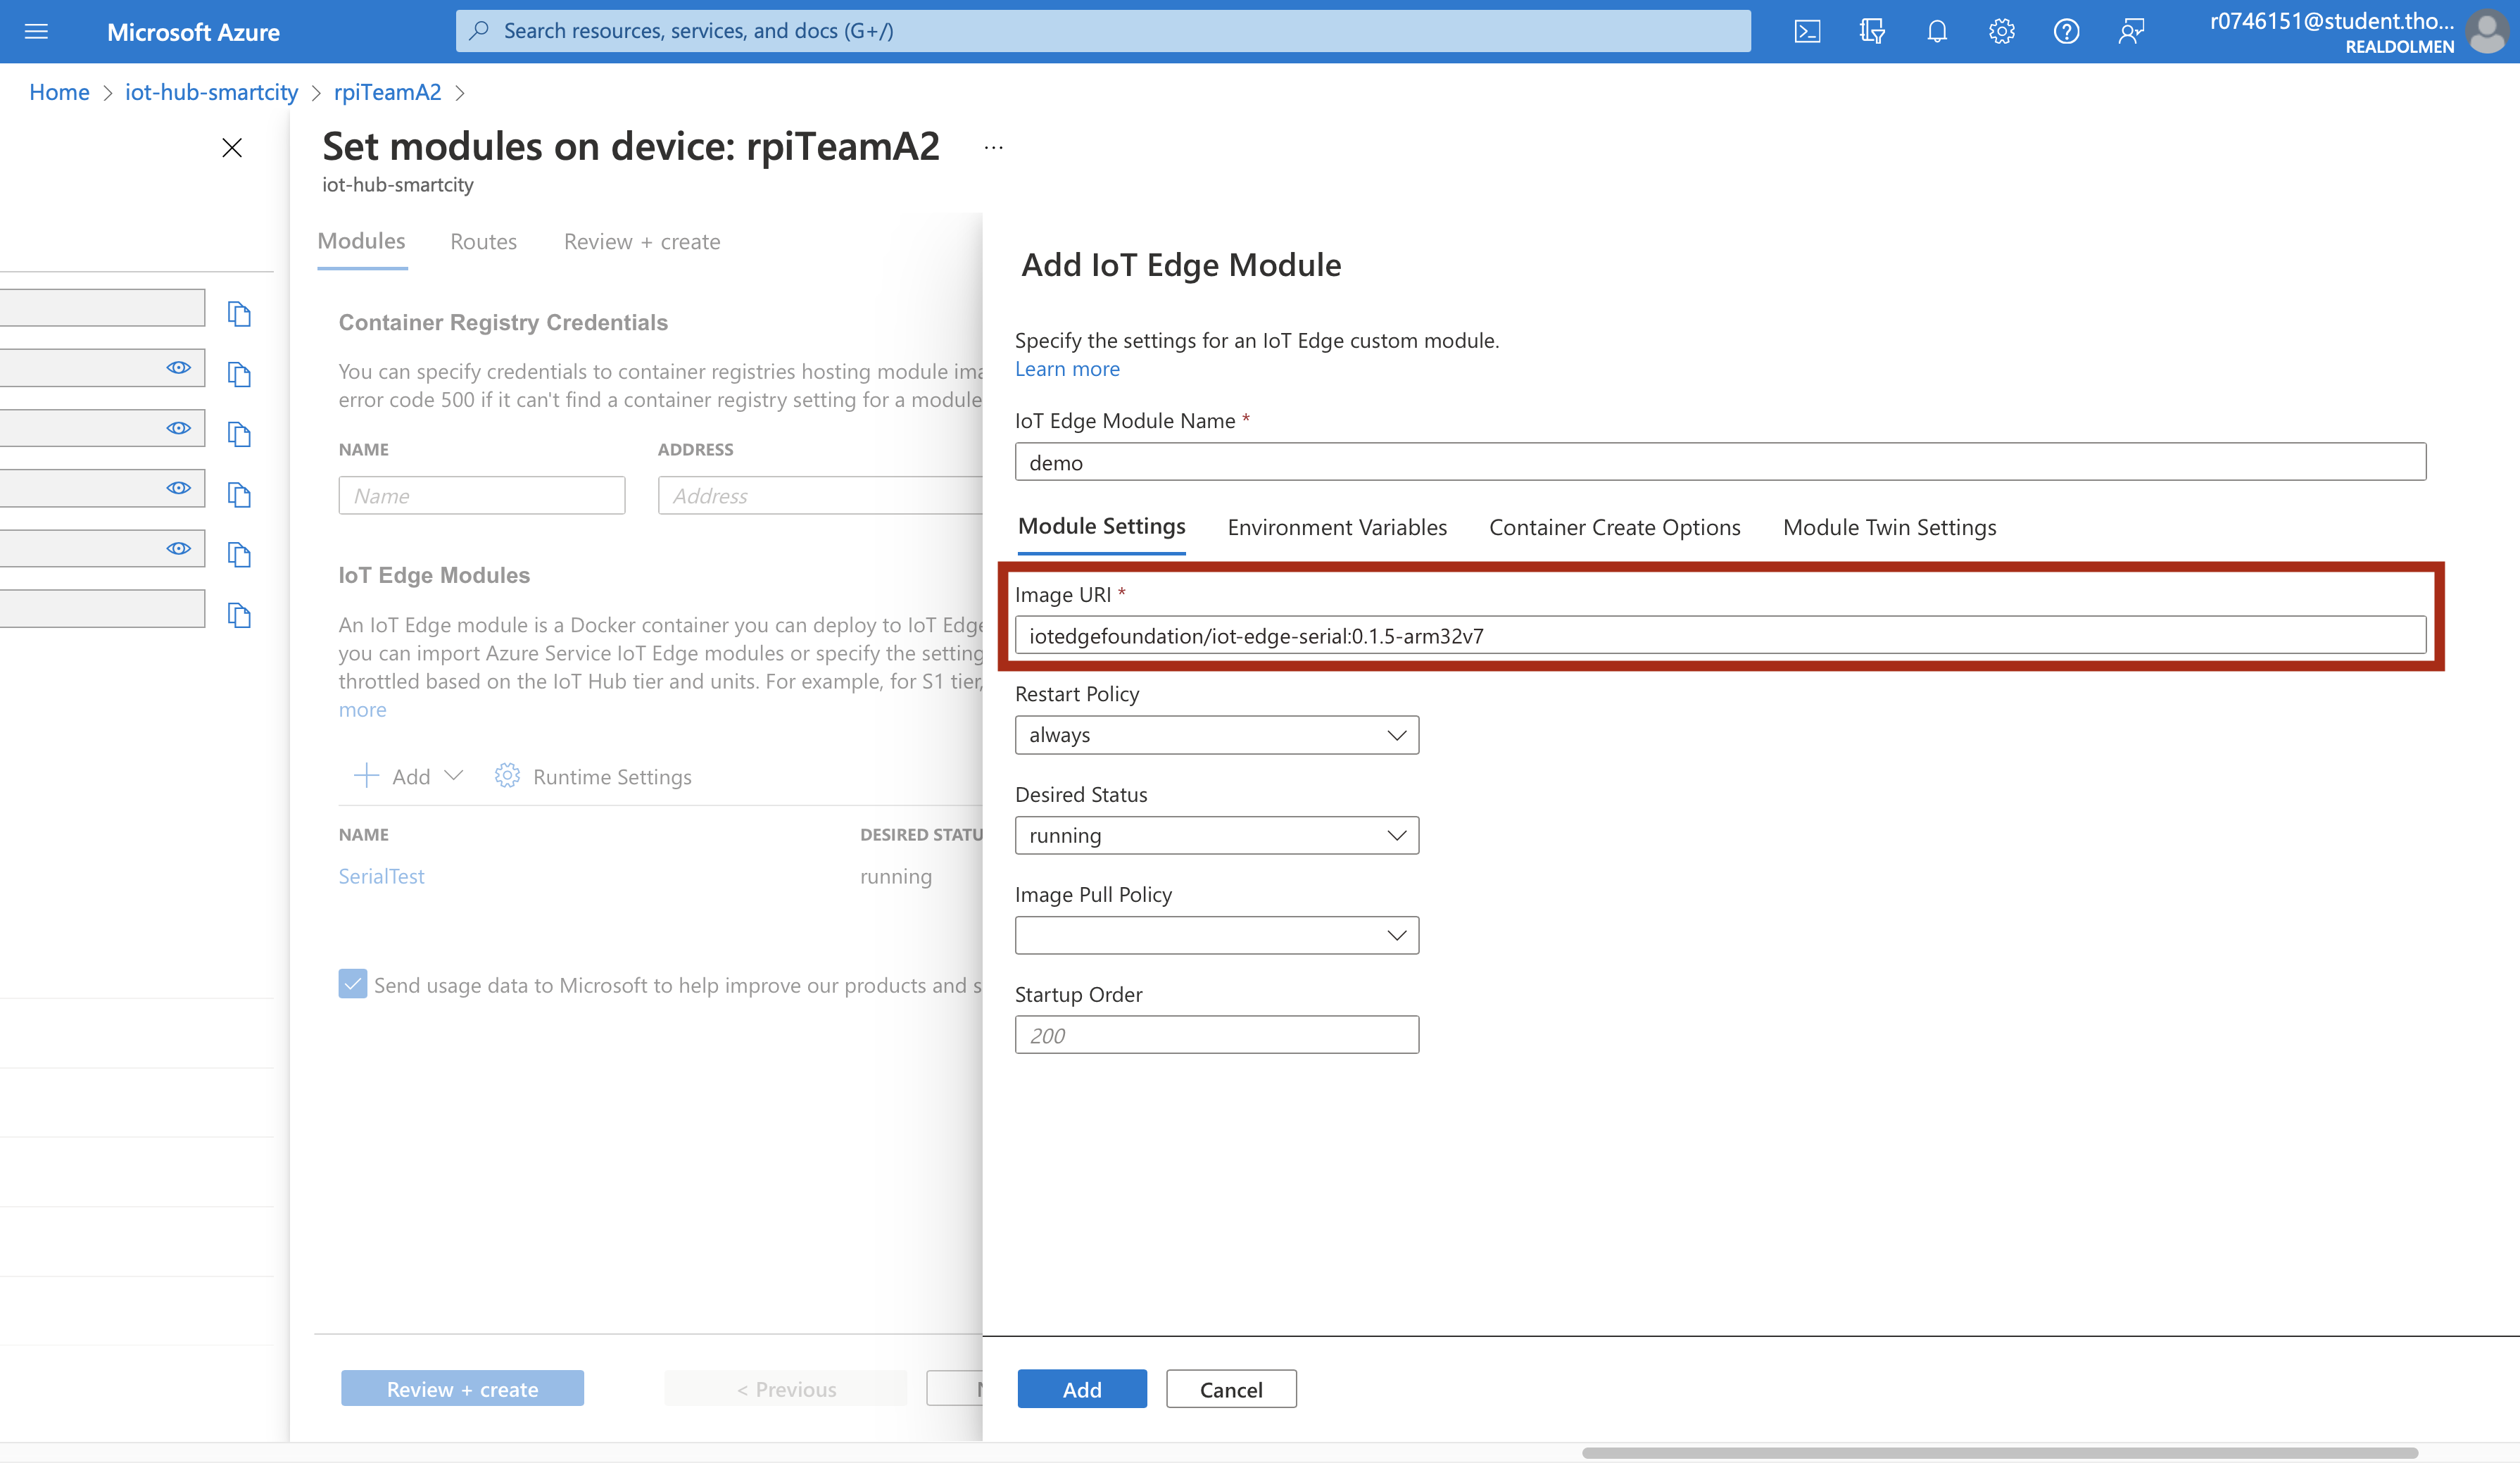 Microsoft Azure
Search resources, services, and docs (G+/)
r0746151@student.tho...
REALDOLMEN
Home > iot-hub-smartcity > rpiTeamA2 >
Set modules on device: rpiTeamA2 ...
iot-hub-smartcity
Modules Routes Review + create
Container Registry Credentials
You can specify credentials to container registries hosting module ima
error code 500 if it can't find a container registry setting for a module
NAME ADDRESS
Name Address
IoT Edge Modules
An IoT Edge module is a Docker container you can deploy to IoT Edge
you can import Azure Service IoT Edge modules or specify the setting
throttled based on the IoT Hub tier and units. For example, for S1 tier,
more
Add Runtime Settings
NAME DESIRED STATU
SerialTest running
Send usage data to Microsoft to help improve our products and s
Review + create < Previous N
Add IoT Edge Module
Specify the settings for an IoT Edge custom module.
Learn more
IoT Edge Module Name *
demo
Module Settings Environment Variables Container Create Options Module Twin Settings
Image URI *
iotedgefoundation/iot-edge-serial:0.1.5-arm32v7
Restart Policy
always
Desired Status
running
Image Pull Policy
Startup Order
200
Add Cancel